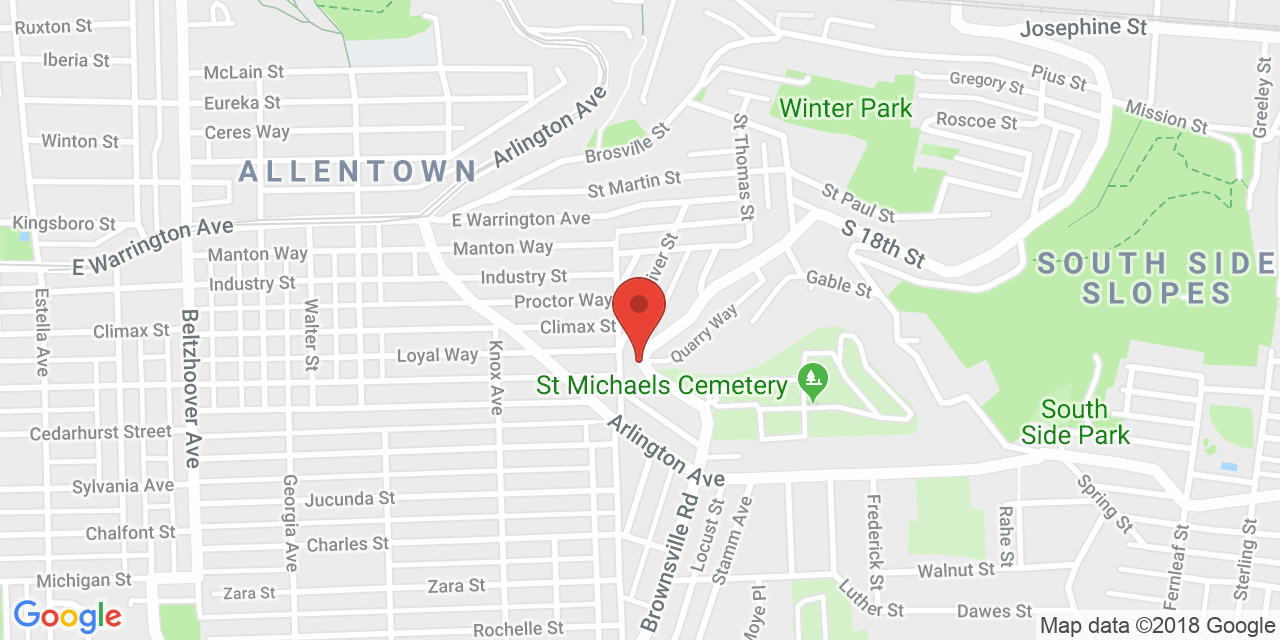 Ruxton St
Josephine St
Iberia St
McLain St
Pius St
Gregory St
Greeley St
Eureka St
Arlington Ave
Winter Park
Mission St
Winton St
Ceres Way
Brosville St
St Thomas St
Roscoe St
ALLENTOWN
St Martin St
St Paul St
Kingsboro St
E Warrington Ave
E Warrington Ave
S 18th St
Manton Way
Manton Way
SOUTH SIDE
SLOPES
Industry St
Industry St
Gable St
Estella Ave
Proctor Way
Climax St
Beltzhoover Ave
Walter St
Climax St
Quarry Way
Loyal Way
Knox Ave
St Michaels Cemetery
South
Side Park
Cedarhurst Street
Arlington Ave
Sylvania Ave
Georgia Ave
Jucunda St
Brownsville Rd
Locust St
Stamm Ave
Frederick St
Rahe St
Spring St
Fernleaf St
Sterling St
Chalfont St
Charles St
Michigan St
Zara St
Zara St
Walnut St
Moye Pl
Luther St
Dawes St
Rochelle St
Google
Map data ©2018 Google